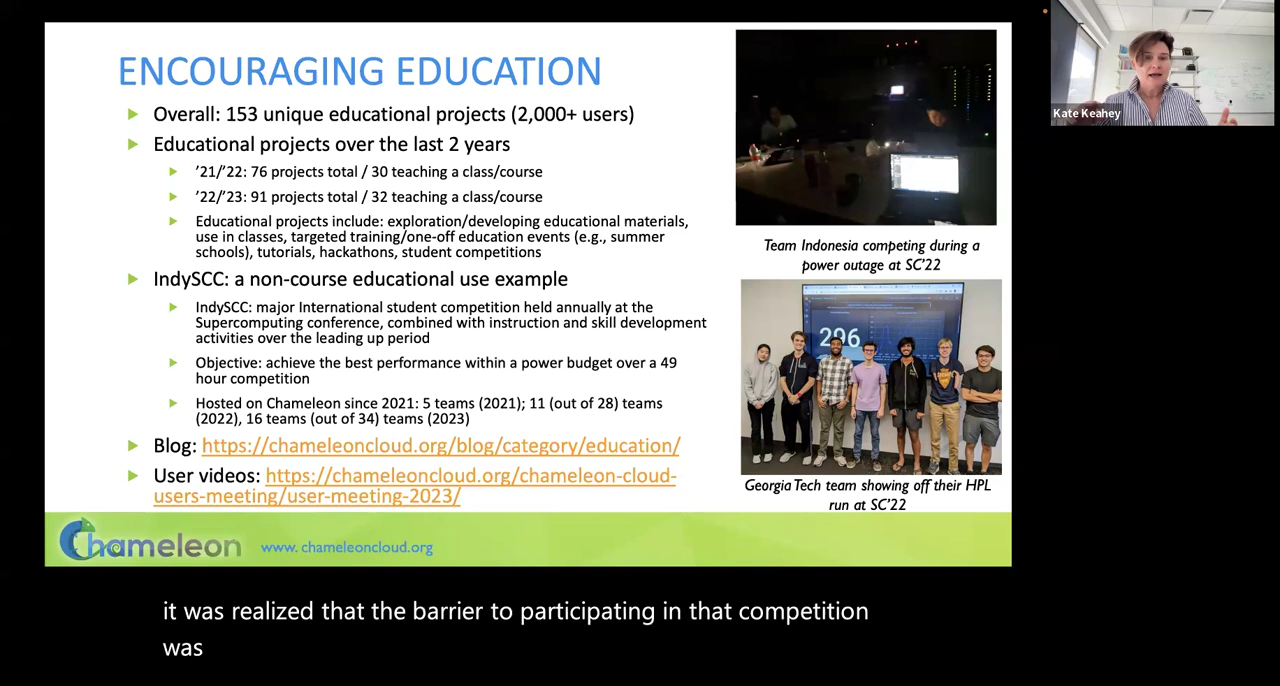 ENCOURAGING EDUCATION
Overall: 153 unique educational projects (2,000+ users)
Educational projects over the last 2 years
’21/’22: 76 projects total / 30 teaching a class/course
’22/’23: 91 projects total / 32 teaching a class/course
Educational projects include: exploration/developing educational materials,
use in classes, targeted training/one-off education events (e.g., summer
schools), tutorials, hackathons, student competitions
IndySCC: a non-course educational use example
IndySCC: major International student competition held annually at the
Supercomputing conference, combined with instruction and skill development
activities over the leading up period
Objective: achieve the best performance within a power budget over a 49
hour competition
Hosted on Chameleon since 2021: 5 teams (2021); 11 (out of 28) teams
(2022), 16 teams (out of 34) teams (2023)
Blog: https://chameleoncloud.org/blog/category/education/
User videos: https://chameleoncloud.org/chameleon-cloud-
users-meeting/user-meeting-2023/
Team Indonesia competing during a
power outage at SC’22
296
Georgia Tech team showing off their HPL
run at SC’22
Chameleon
www. chameleoncloud.org
Kate Keahey
it was realized that the barrier to participating in that competition
was